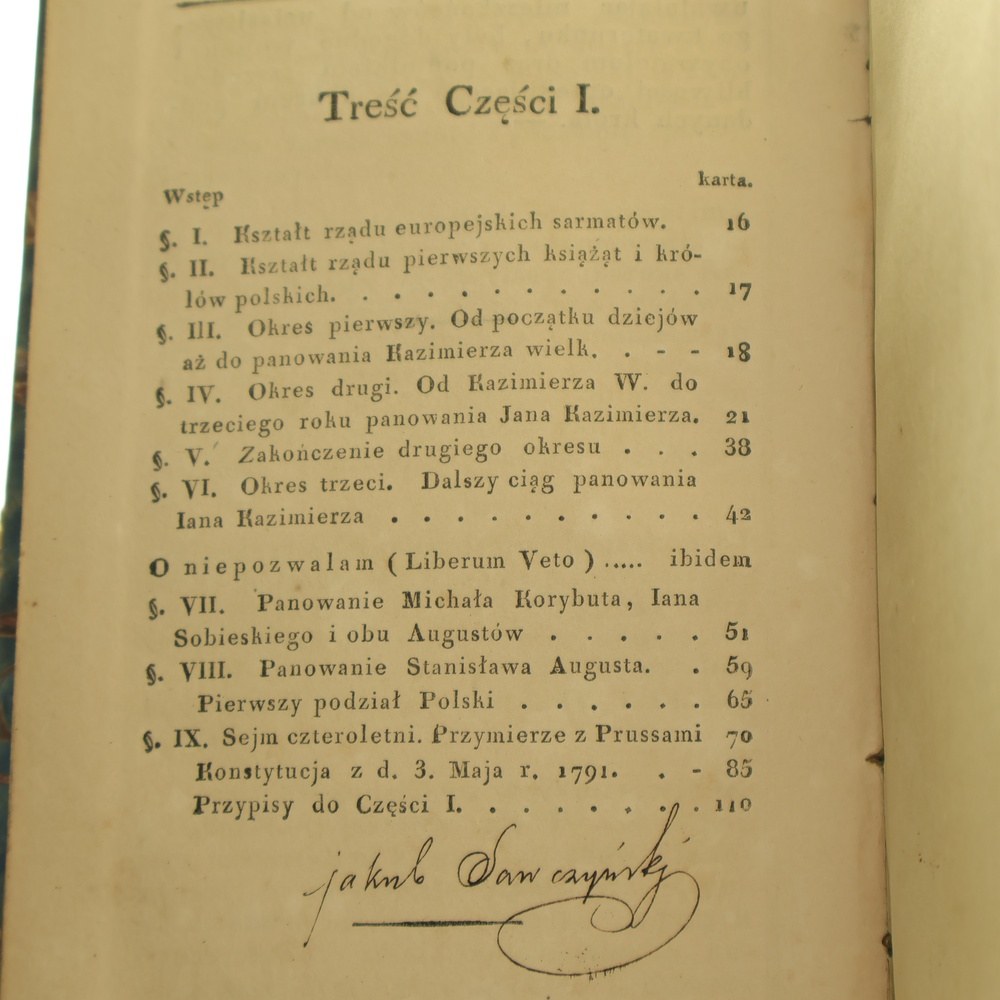 Treść Części I.
karta.
Wstęp
§. I. Kształt rządu europejskich sarmatów. 16
§. II. Kształt rządu pierwszych książąt i kró-
lów polskich. . . . . . . . . . . . . 17
§. III. Okres pierwszy. Od początku dziejów
aż do panowania Kazimierza wielk. . - - 18
§. IV. Okres drugi. Od Kazimierza W. do
trzeciego roku panowania Jana Kazimierza. 21
§. V. Zakończenie drugiego okresu . . . 38
§. VI. Okres trzeci. Dalszy ciąg panowania
Iana Kazimierza . . . . . . . . . . 42
O niepozwalam ( Liberum Veto ) ..... ibidem
§. VII. Panowanie Michała Korybuta, Iana
Sobieskiego i obu Augustów . . . . . 51
§. VIII. Panowanie Stanisława Augusta. . 59
Pierwszy podział Polski . . . . . . 65
§. IX. Sejm czteroletni. Przymierze z Prussami 70
Konstytucja z d. 3. Maja r. 1791. . - 85
Przypisy do Części I. . . . . . . . 110
jakub Sawczyński